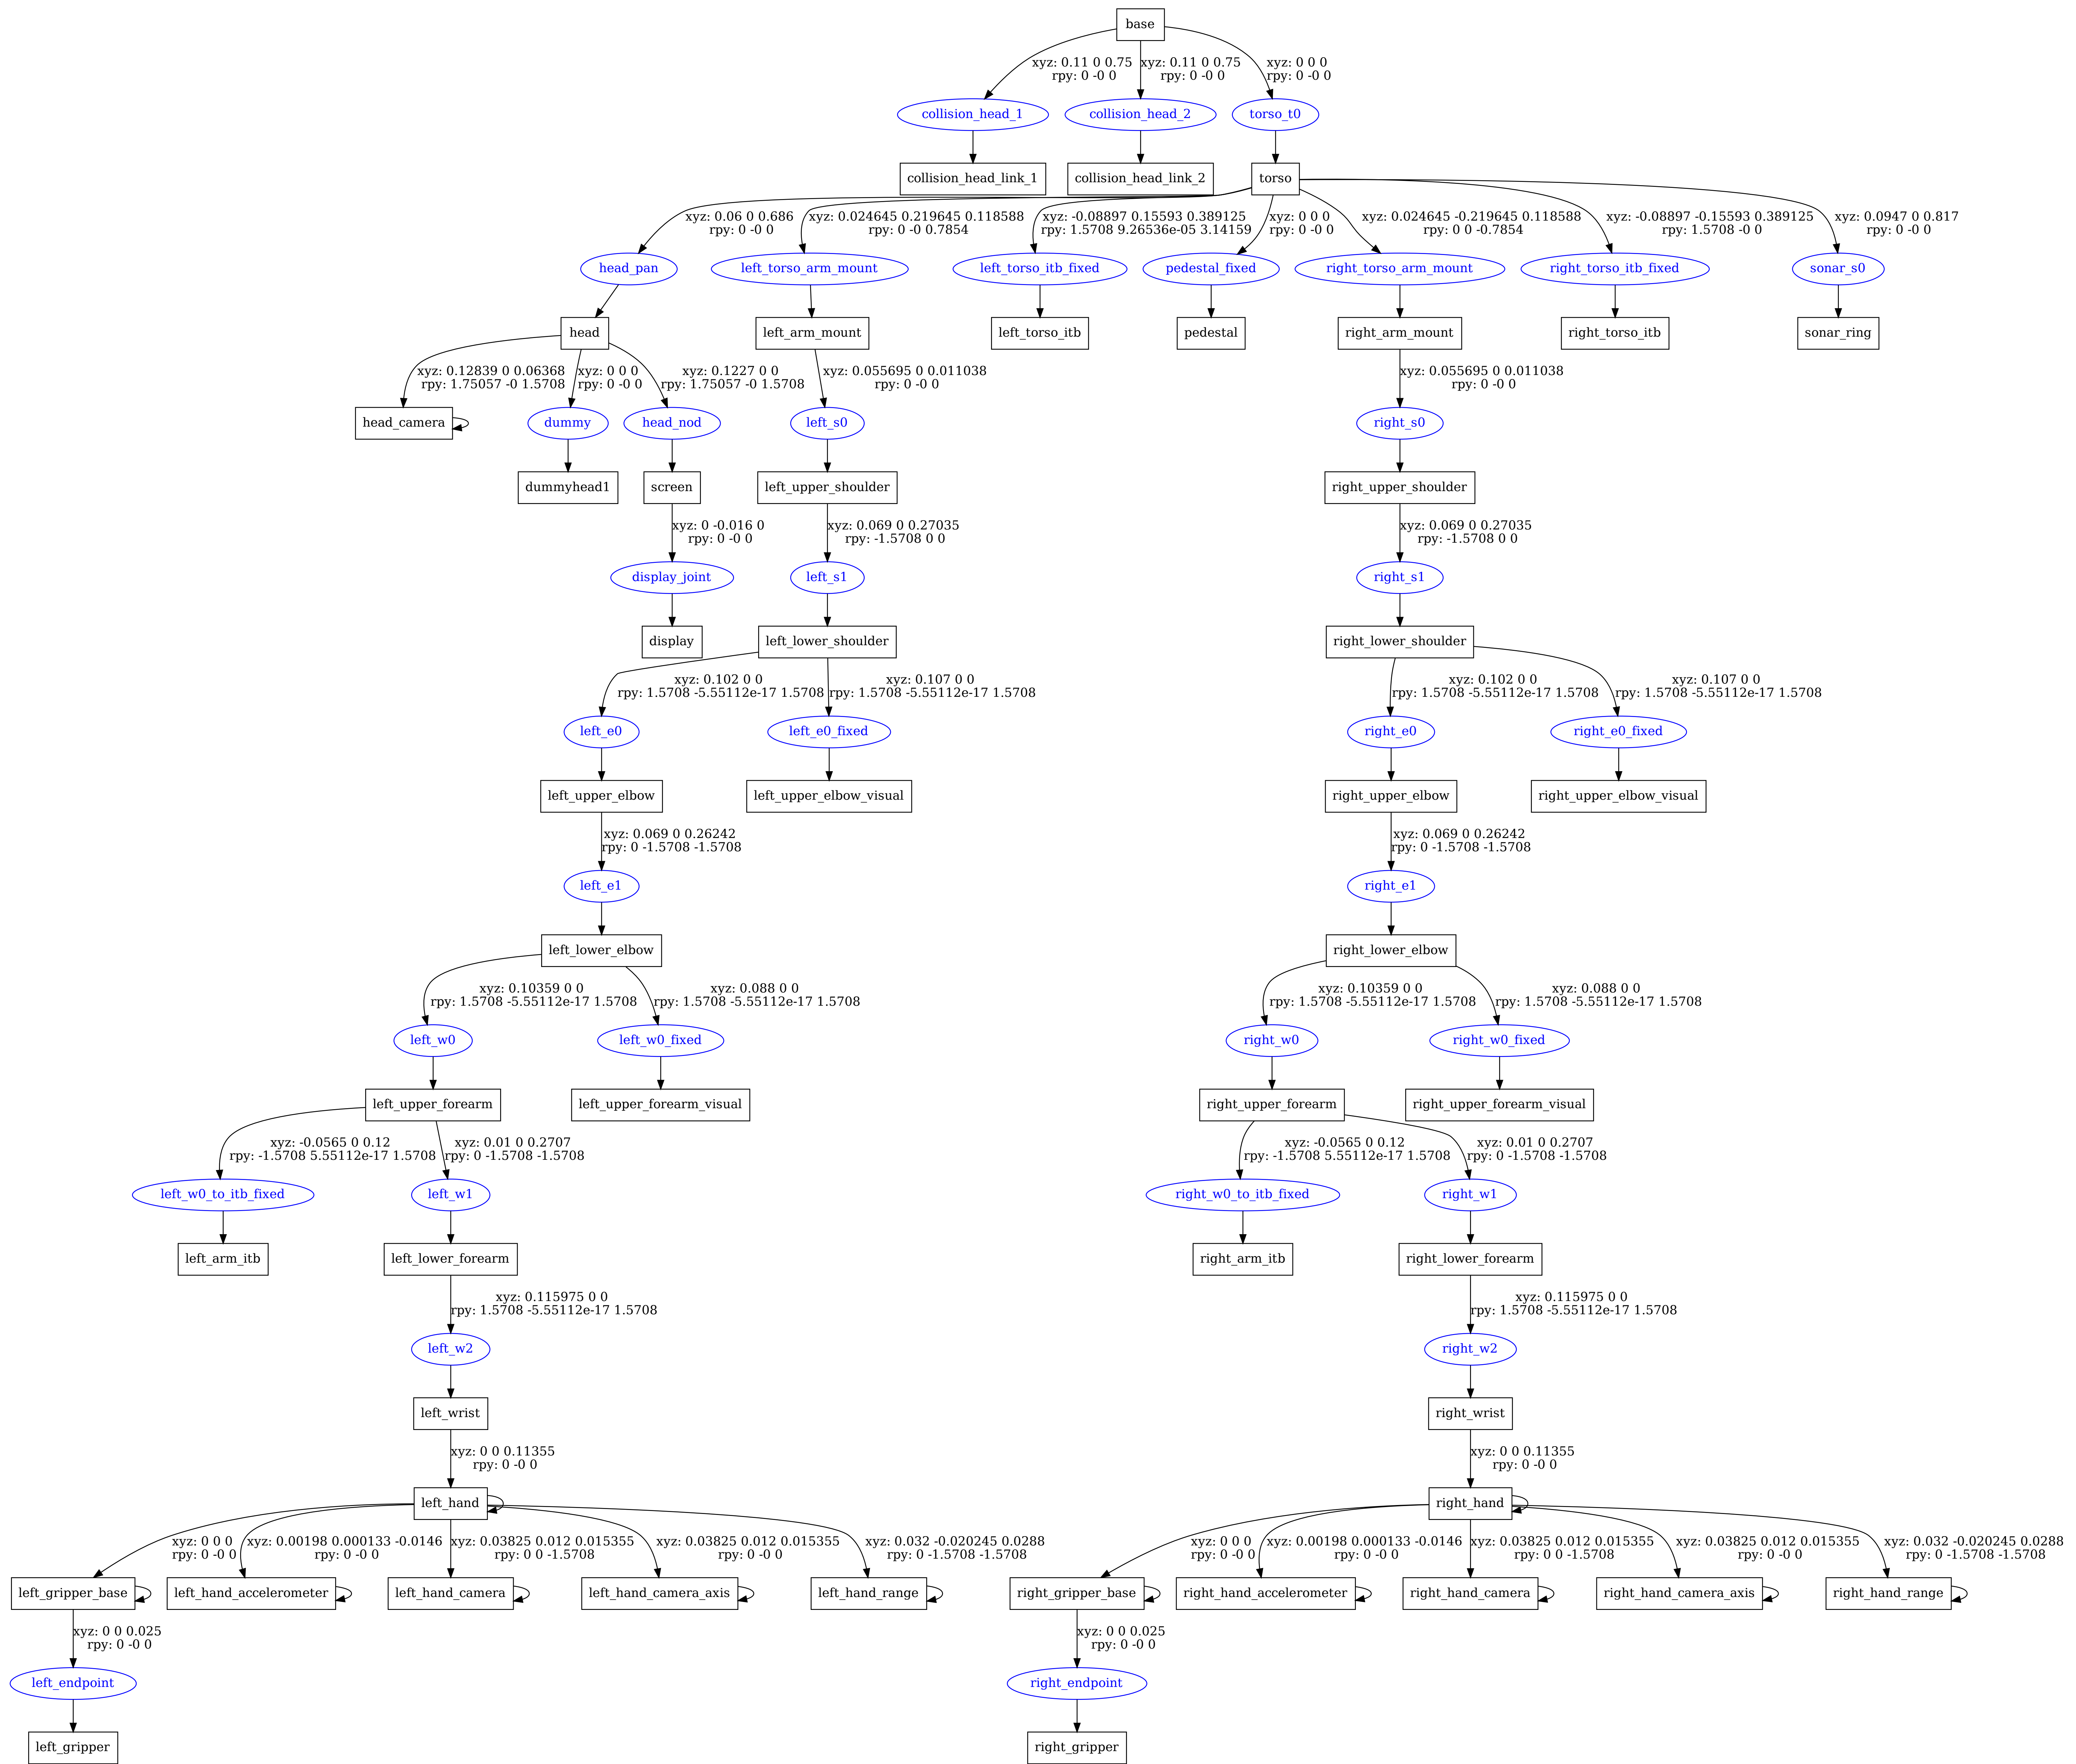 base
xyz: 0.11 0 0.75
rpy: 0 -0 0
xyz: 0.11 0 0.75
rpy: 0 -0 0
xyz: 0 0 0
rpy: 0 -0 0
collision_head_1
collision_head_2
torso_t0
collision_head_link_1
collision_head_link_2
torso
xyz: 0.06 0 0.686
rpy: 0 -0 0
xyz: 0.024645 0.219645 0.118588
rpy: 0 -0 0.7854
xyz: -0.08897 0.15593 0.389125
rpy: 1.5708 9.26536e-05 3.14159
xyz: 0 0 0
rpy: 0 -0 0
xyz: 0.024645 -0.219645 0.118588
rpy: 0 0 -0.7854
xyz: -0.08897 -0.15593 0.389125
rpy: 1.5708 -0 0
xyz: 0.0947 0 0.817
rpy: 0 -0 0
head_pan
left_torso_arm_mount
left_torso_itb_fixed
pedestal_fixed
right_torso_arm_mount
right_torso_itb_fixed
sonar_s0
head
left_arm_mount
left_torso_itb
pedestal
right_arm_mount
right_torso_itb
sonar_ring
xyz: 0.12839 0 0.06368
rpy: 1.75057 -0 1.5708
xyz: 0 0 0
rpy: 0 -0 0
xyz: 0.1227 0 0
rpy: 1.75057 -0 1.5708
xyz: 0.055695 0 0.011038
rpy: 0 -0 0
xyz: 0.055695 0 0.011038
rpy: 0 -0 0
head_camera
dummy
head_nod
left_s0
right_s0
dummyhead1
screen
left_upper_shoulder
right_upper_shoulder
xyz: 0 -0.016 0
rpy: 0 -0 0
xyz: 0.069 0 0.27035
rpy: -1.5708 0 0
xyz: 0.069 0 0.27035
rpy: -1.5708 0 0
display_joint
left_s1
right_s1
display
left_lower_shoulder
right_lower_shoulder
xyz: 0.102 0 0
rpy: 1.5708 -5.55112e-17 1.5708
xyz: 0.107 0 0
rpy: 1.5708 -5.55112e-17 1.5708
xyz: 0.102 0 0
rpy: 1.5708 -5.55112e-17 1.5708
xyz: 0.107 0 0
rpy: 1.5708 -5.55112e-17 1.5708
left_e0
left_e0_fixed
right_e0
right_e0_fixed
left_upper_elbow
left_upper_elbow_visual
right_upper_elbow
right_upper_elbow_visual
xyz: 0.069 0 0.26242
rpy: 0 -1.5708 -1.5708
xyz: 0.069 0 0.26242
rpy: 0 -1.5708 -1.5708
left_e1
right_e1
left_lower_elbow
right_lower_elbow
xyz: 0.10359 0 0
rpy: 1.5708 -5.55112e-17 1.5708
xyz: 0.088 0 0
rpy: 1.5708 -5.55112e-17 1.5708
xyz: 0.10359 0 0
rpy: 1.5708 -5.55112e-17 1.5708
xyz: 0.088 0 0
rpy: 1.5708 -5.55112e-17 1.5708
left_w0
left_w0_fixed
right_w0
right_w0_fixed
left_upper_forearm
left_upper_forearm_visual
right_upper_forearm
right_upper_forearm_visual
xyz: -0.0565 0 0.12
rpy: -1.5708 5.55112e-17 1.5708
xyz: 0.01 0 0.2707
rpy: 0 -1.5708 -1.5708
xyz: -0.0565 0 0.12
rpy: -1.5708 5.55112e-17 1.5708
xyz: 0.01 0 0.2707
rpy: 0 -1.5708 -1.5708
left_w0_to_itb_fixed
left_w1
right_w0_to_itb_fixed
right_w1
left_arm_itb
left_lower_forearm
right_arm_itb
right_lower_forearm
xyz: 0.115975 0 0
rpy: 1.5708 -5.55112e-17 1.5708
xyz: 0.115975 0 0
rpy: 1.5708 -5.55112e-17 1.5708
left_w2
right_w2
left_wrist
right_wrist
xyz: 0 0 0.11355
rpy: 0 -0 0
xyz: 0 0 0.11355
rpy: 0 -0 0
left_hand
right_hand
xyz: 0 0 0
rpy: 0 -0 0
xyz: 0.00198 0.000133 -0.0146
rpy: 0 -0 0
xyz: 0.03825 0.012 0.015355
rpy: 0 0 -1.5708
xyz: 0.03825 0.012 0.015355
rpy: 0 -0 0
xyz: 0.032 -0.020245 0.0288
rpy: 0 -1.5708 -1.5708
xyz: 0 0 0
rpy: 0 -0 0
xyz: 0.00198 0.000133 -0.0146
rpy: 0 -0 0
xyz: 0.03825 0.012 0.015355
rpy: 0 0 -1.5708
xyz: 0.03825 0.012 0.015355
rpy: 0 -0 0
xyz: 0.032 -0.020245 0.0288
rpy: 0 -1.5708 -1.5708
left_gripper_base
left_hand_accelerometer
left_hand_camera
left_hand_camera_axis
left_hand_range
right_gripper_base
right_hand_accelerometer
right_hand_camera
right_hand_camera_axis
right_hand_range
xyz: 0 0 0.025
rpy: 0 -0 0
xyz: 0 0 0.025
rpy: 0 -0 0
left_endpoint
right_endpoint
left_gripper
right_gripper